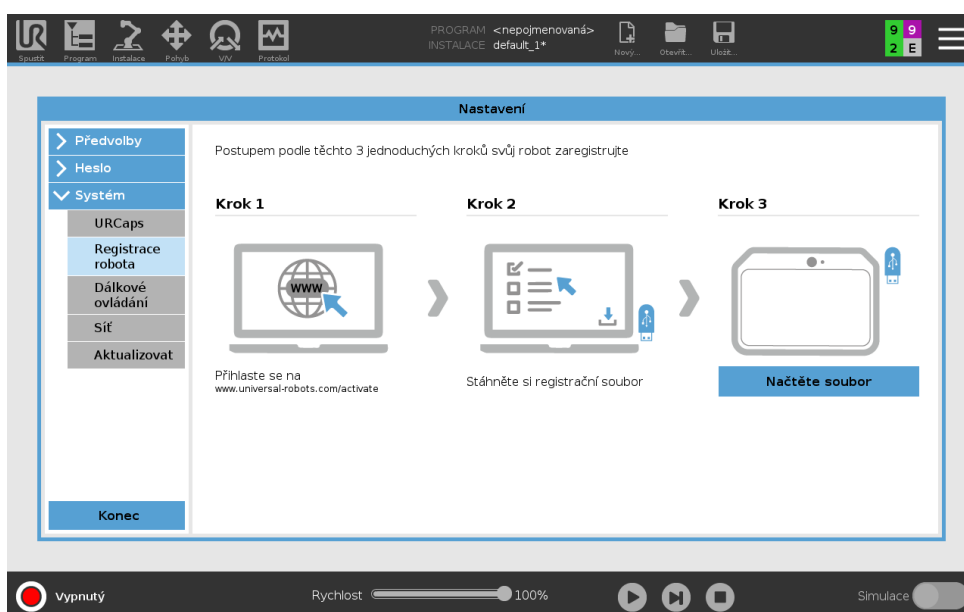 PROGRAM <nepojmenovaná>
INSTALACE default_1*
Spustit Program Instalace Pohyb V/V Protokol
Nový... Otevřít... Uložit...
9 9
2 E
Nastavení
Předvolby
Heslo
Systém
URCaps
Registrace
robota
Dálkové
ovládání
Síť
Aktualizovat
Konec
Postupem podle těchto 3 jednoduchých kroků svůj robot zaregistrujte
Krok 1
WWW
Přihlaste se na
www.universal-robots.com/activate
Krok 2
Stáhněte si registrační soubor
Krok 3
Načtěte soubor
Vypnutý
Rychlost 100%
Simulace